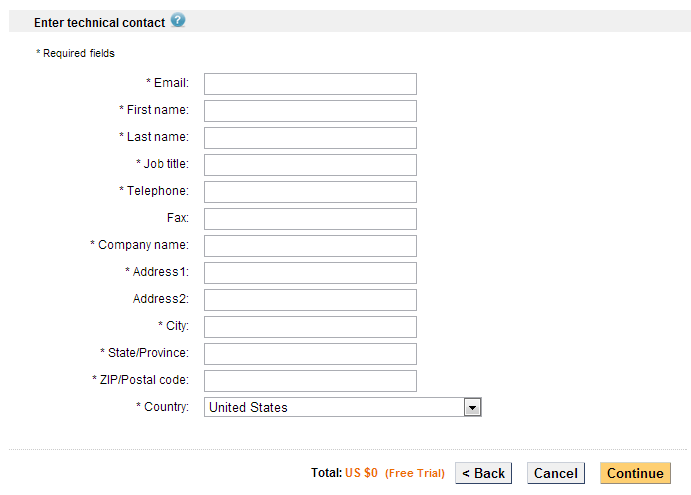 Enter technical contact ?
* Required fields
* Email:
* First name:
* Last name:
* Job title:
* Telephone:
Fax:
* Company name:
* Address1:
Address2:
* City:
* State/Province:
* ZIP/Postal code:
* Country: United States
Total: US $0 (Free Trial) < Back Cancel Continue